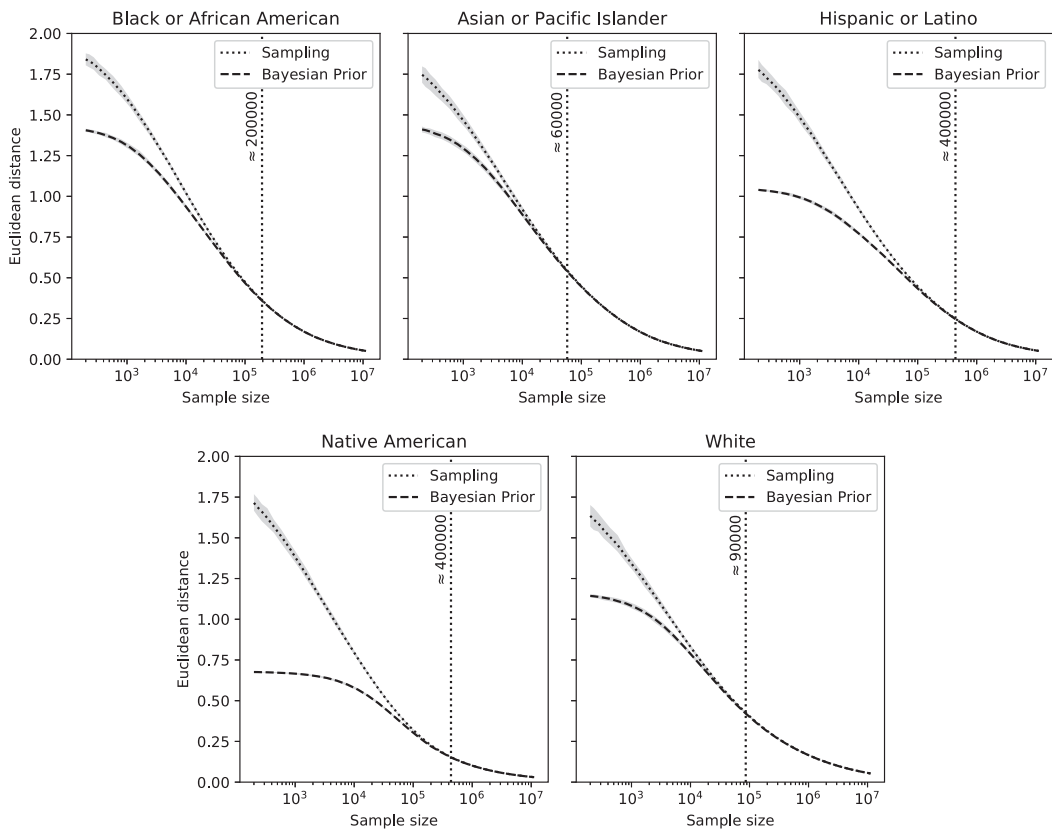 Black or African American
Asian or Pacific Islander
Hispanic or Latino
2.00
1.75
1.50
1.25
1.00
0.75
0.50
0.25
0.00
Euclidean distance
Sampling
Bayesian Prior
≈ 200000
10³ 10⁴ 10⁵ 10⁶ 10⁷
Sample size
Sampling
Bayesian Prior
≈ 60000
10³ 10⁴ 10⁵ 10⁶ 10⁷
Sample size
Sampling
Bayesian Prior
≈ 400000
10³ 10⁴ 10⁵ 10⁶ 10⁷
Sample size
Native American
White
2.00
1.75
1.50
1.25
1.00
0.75
0.50
0.25
0.00
Euclidean distance
Sampling
Bayesian Prior
≈ 400000
10³ 10⁴ 10⁵ 10⁶ 10⁷
Sample size
Sampling
Bayesian Prior
≈ 90000
10³ 10⁴ 10⁵ 10⁶ 10⁷
Sample size